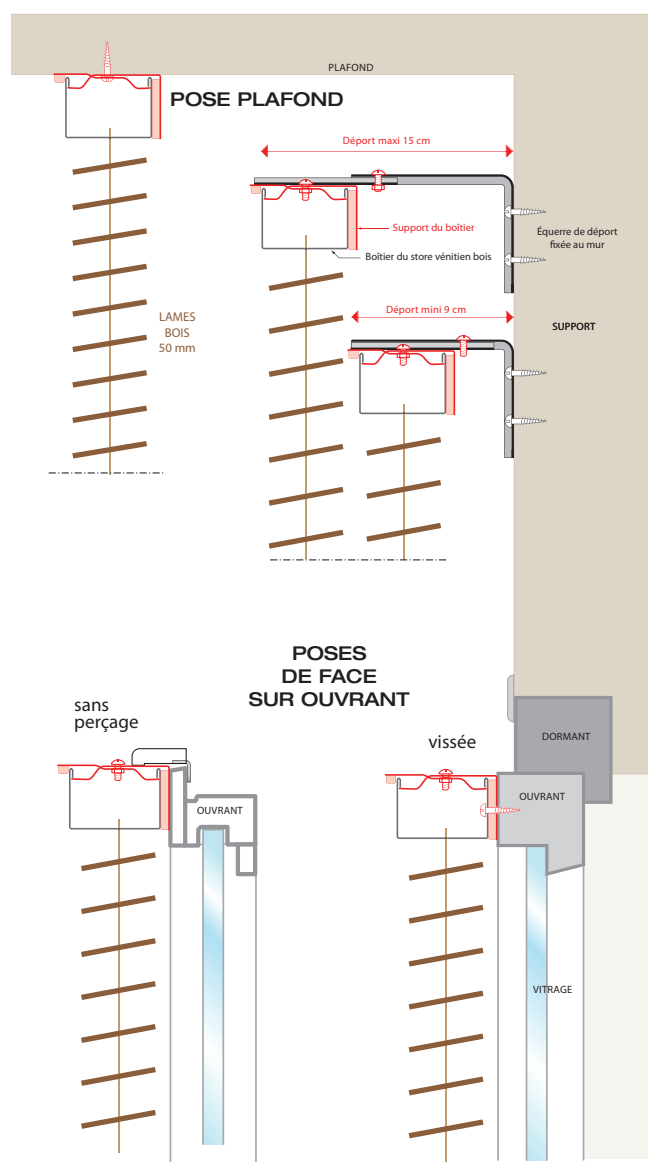 PLAFOND
POSE PLAFOND
Déport maxi 15 cm
Support du boîtier
Équerre de déport
fixée au mur
Boîtier du store vénitien bois
Déport mini 9 cm
LAMES
BOIS
50 mm
SUPPORT
POSES
DE FACE
SUR OUVRANT
sans
perçage
vissée
DORMANT
OUVRANT
OUVRANT
VITRAGE